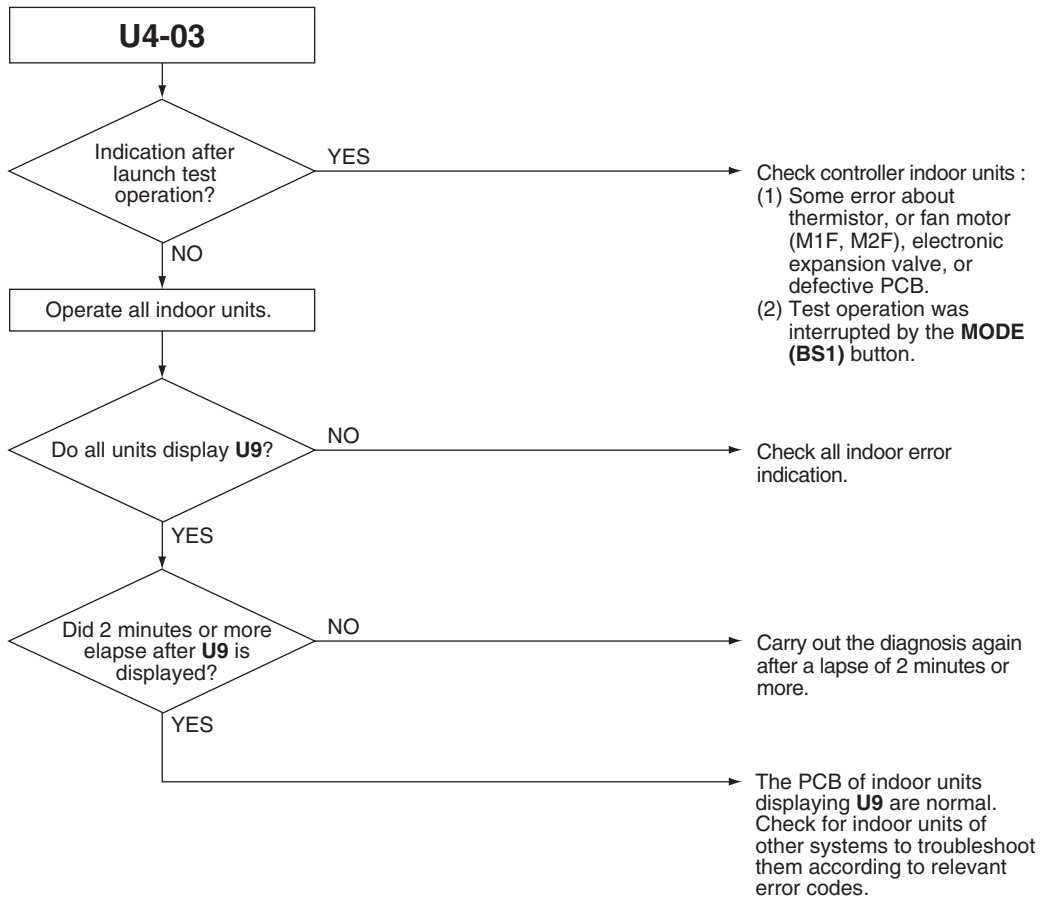 U4-03
Indication after
launch test
operation?
YES
Check controller indoor units :
(1) Some error about
thermistor, or fan motor
(M1F, M2F), electronic
expansion valve, or
defective PCB.
(2) Test operation was
interrupted by the MODE
(BS1) button.
NO
Operate all indoor units.
Do all units display U9?
NO
Check all indoor error
indication.
YES
Did 2 minutes or more
elapse after U9 is
displayed?
NO
Carry out the diagnosis again
after a lapse of 2 minutes or
more.
YES
The PCB of indoor units
displaying U9 are normal.
Check for indoor units of
other systems to troubleshoot
them according to relevant
error codes.